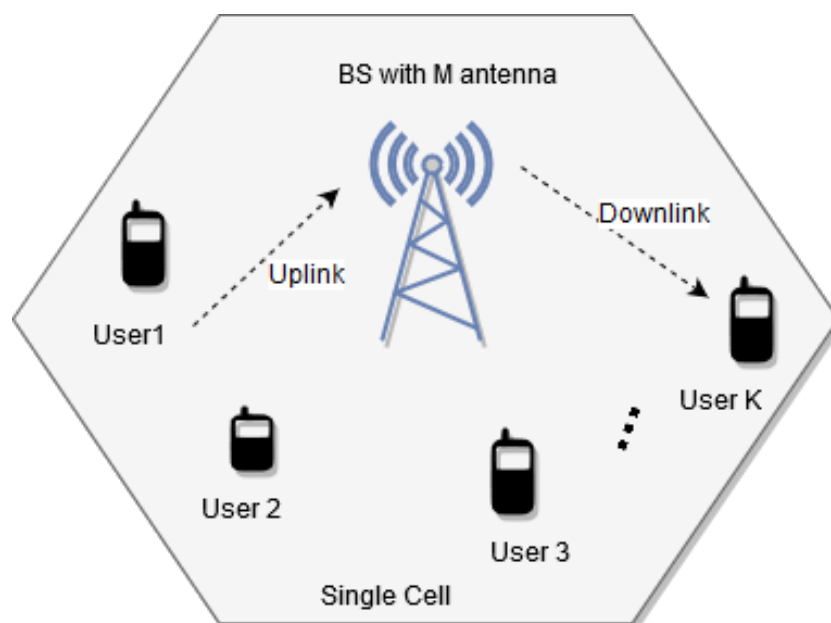 BS with M antenna
Downlink
Uplink
User1
User K
User 2
User 3
Single Cell